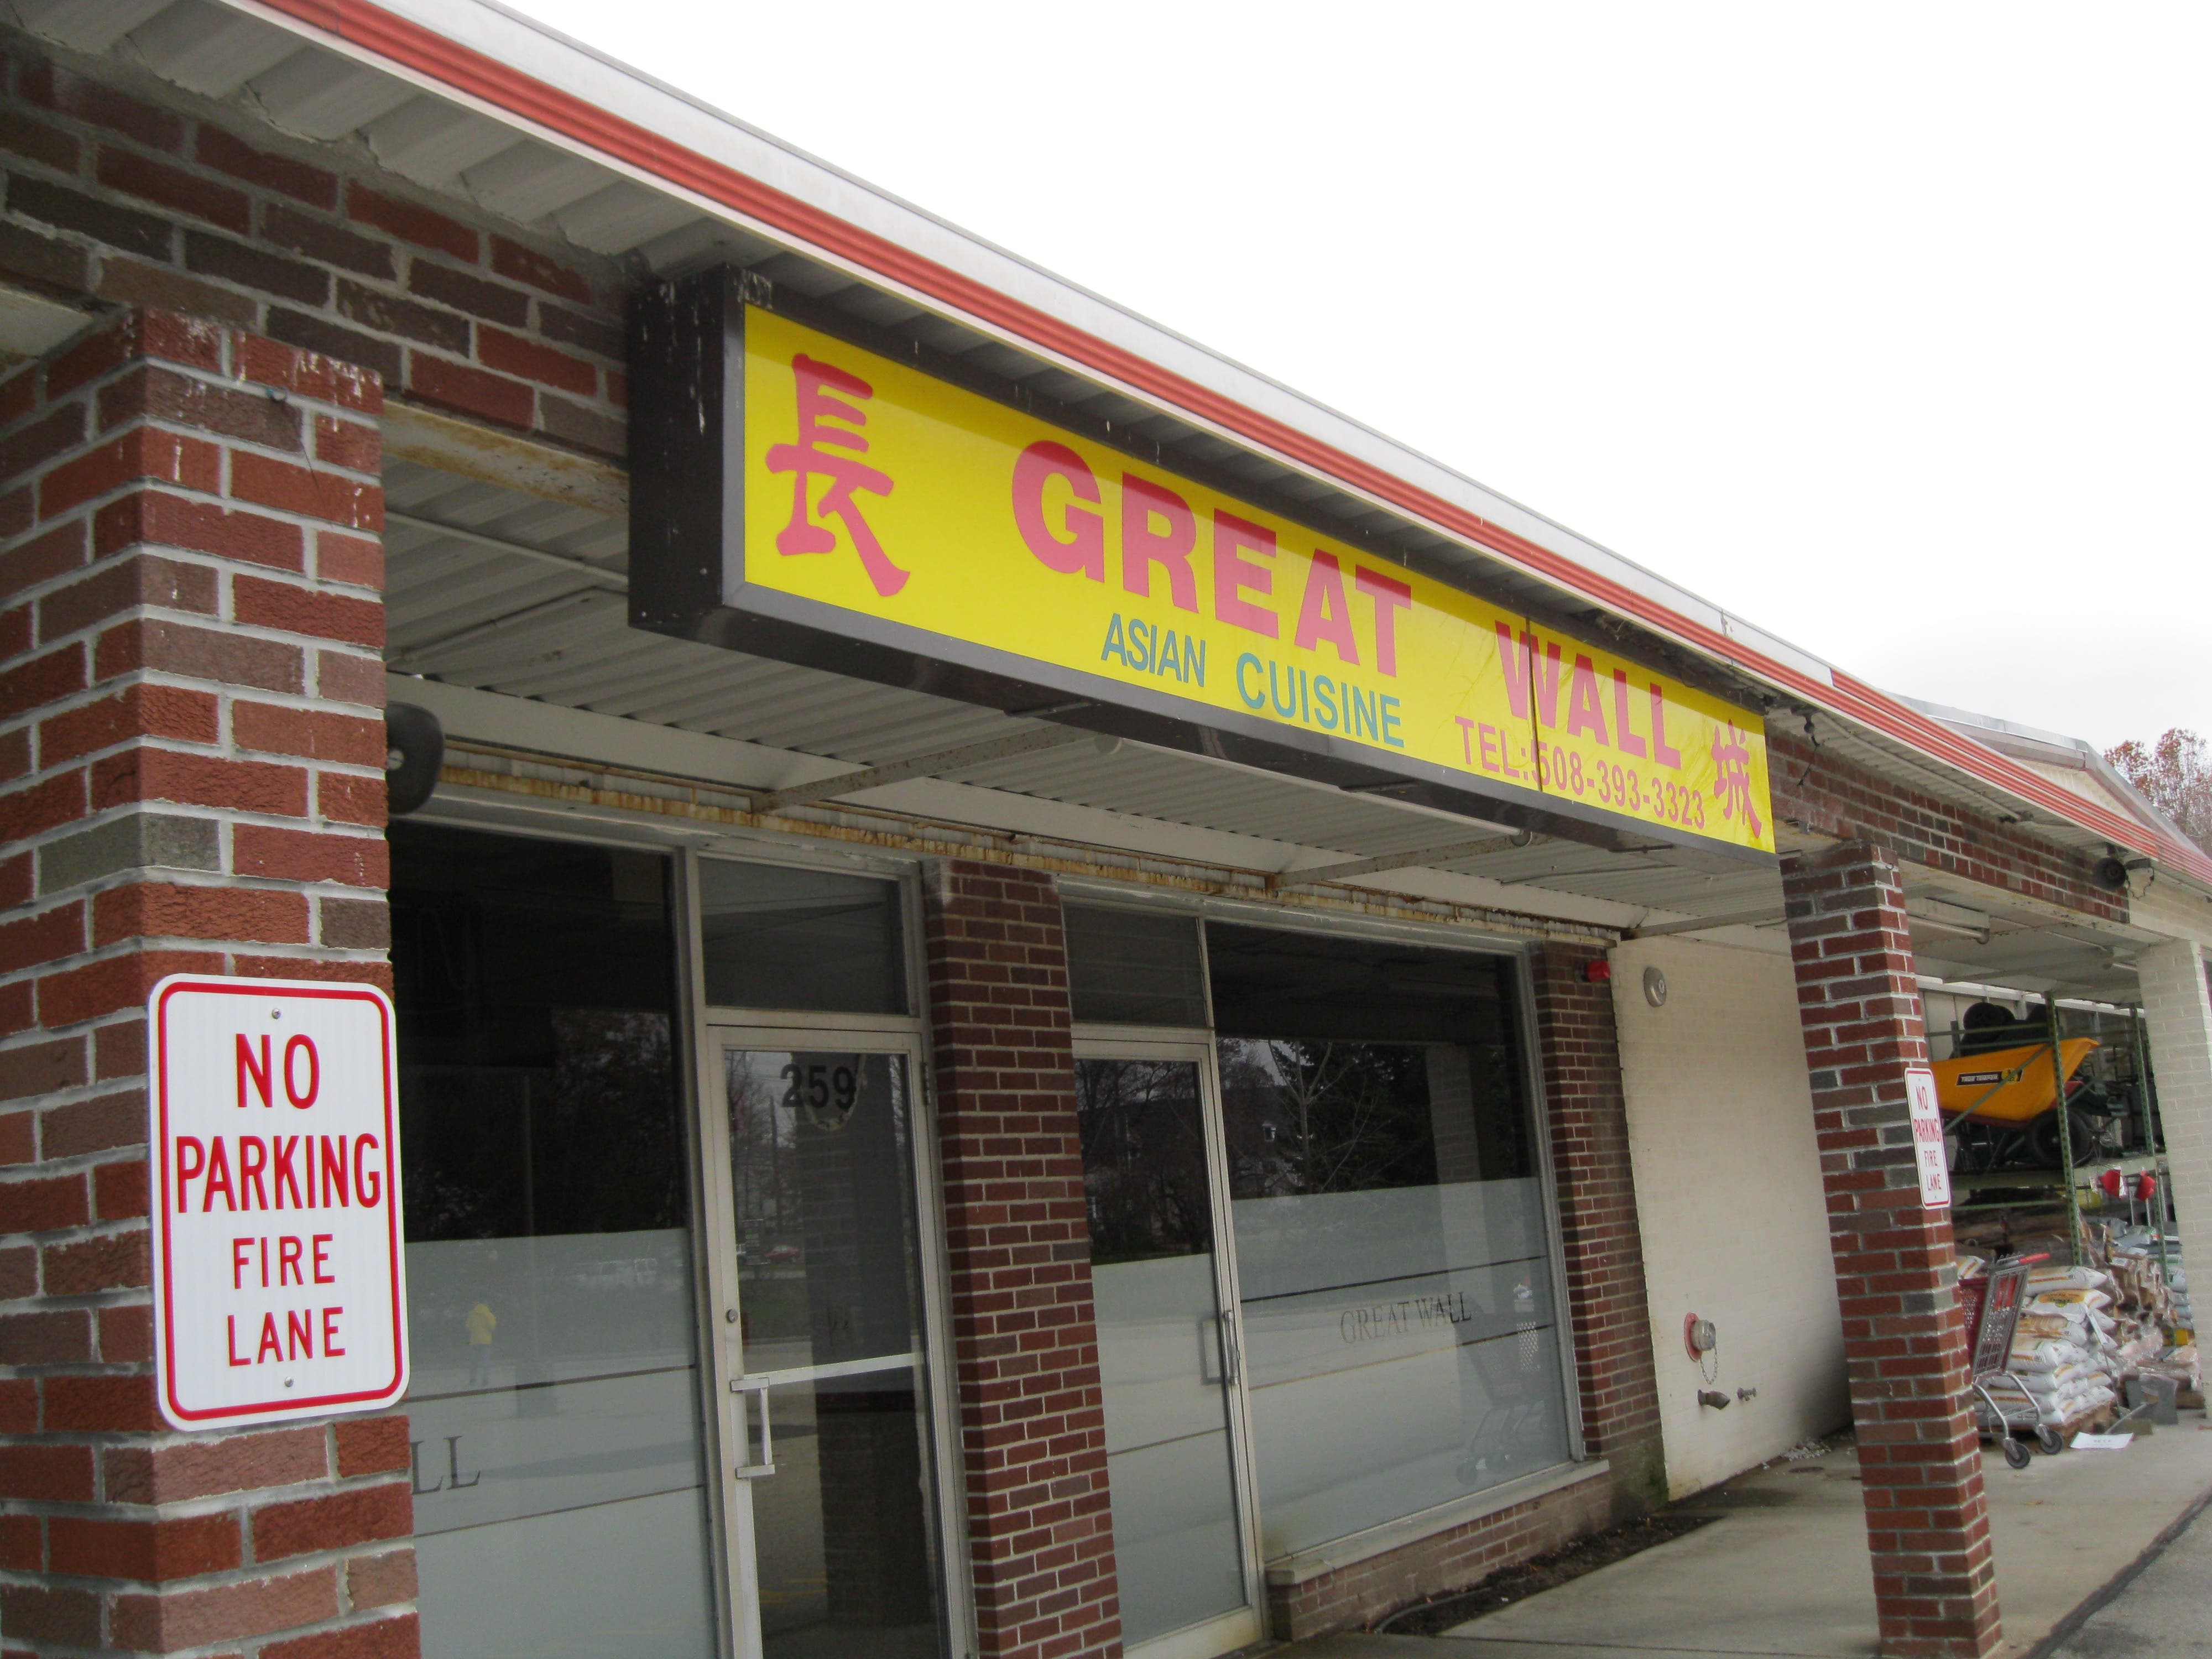 長
GREAT WALL
城
ASIAN CUISINE
TEL:508-393-3323
259
NO
PARKING
FIRE
LANE
GREAT WALL
LL
NO
PARKING
FIRE
LANE